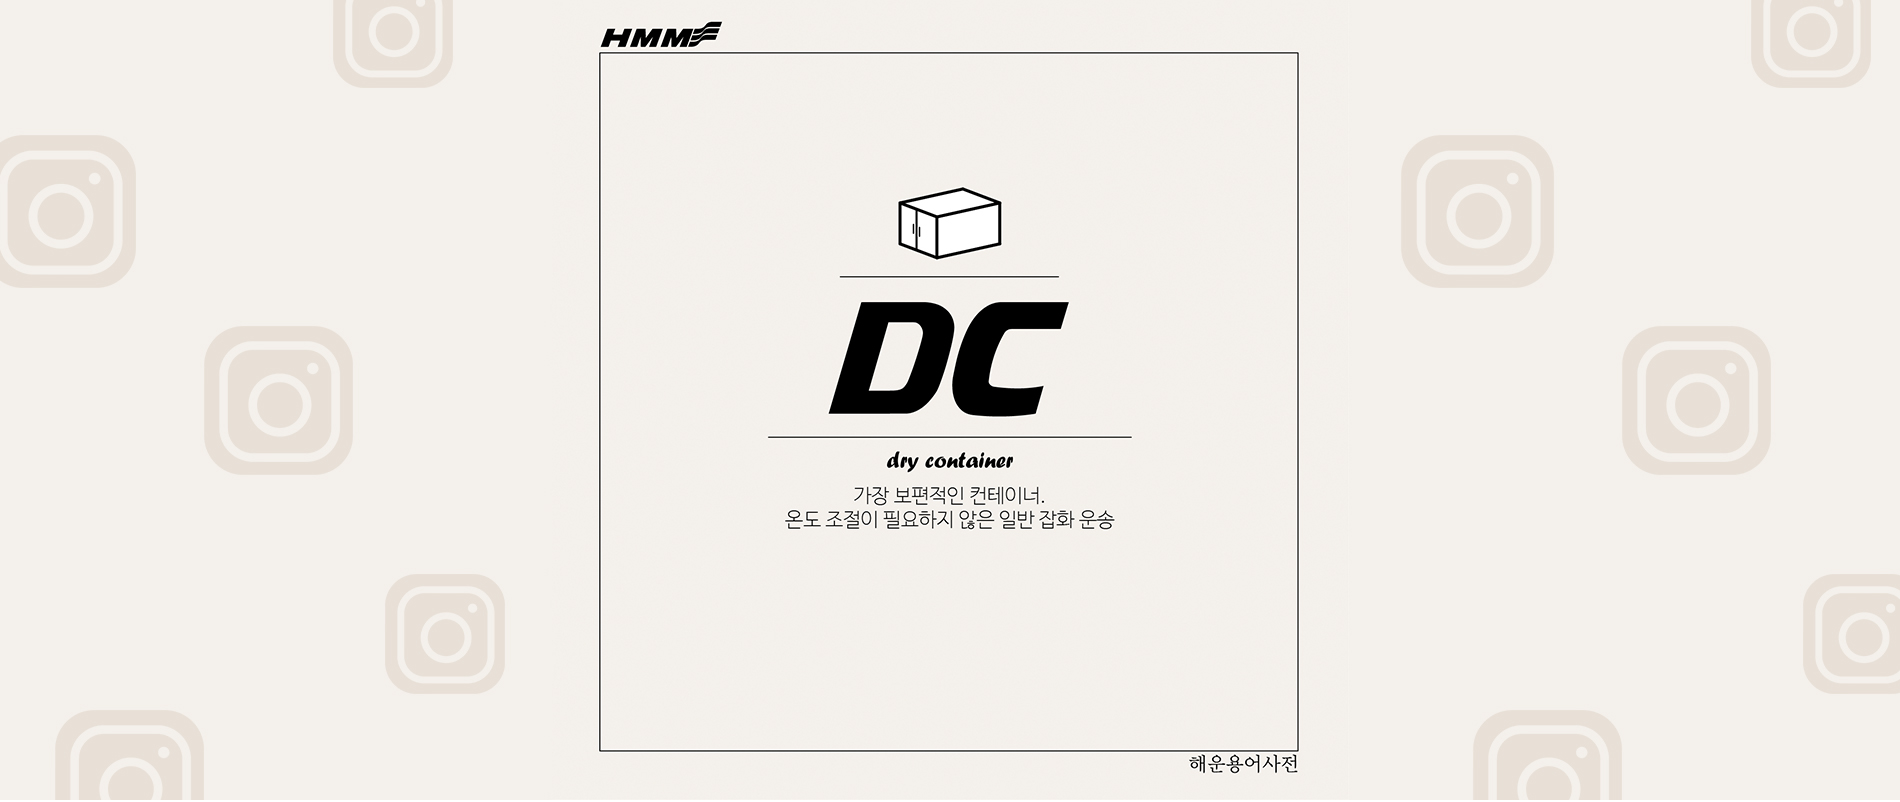 HMM
DC
dry container
가장 보편적인 컨테이너.
온도 조절이 필요하지 않은 일반 잡화 운송
해운용어사전